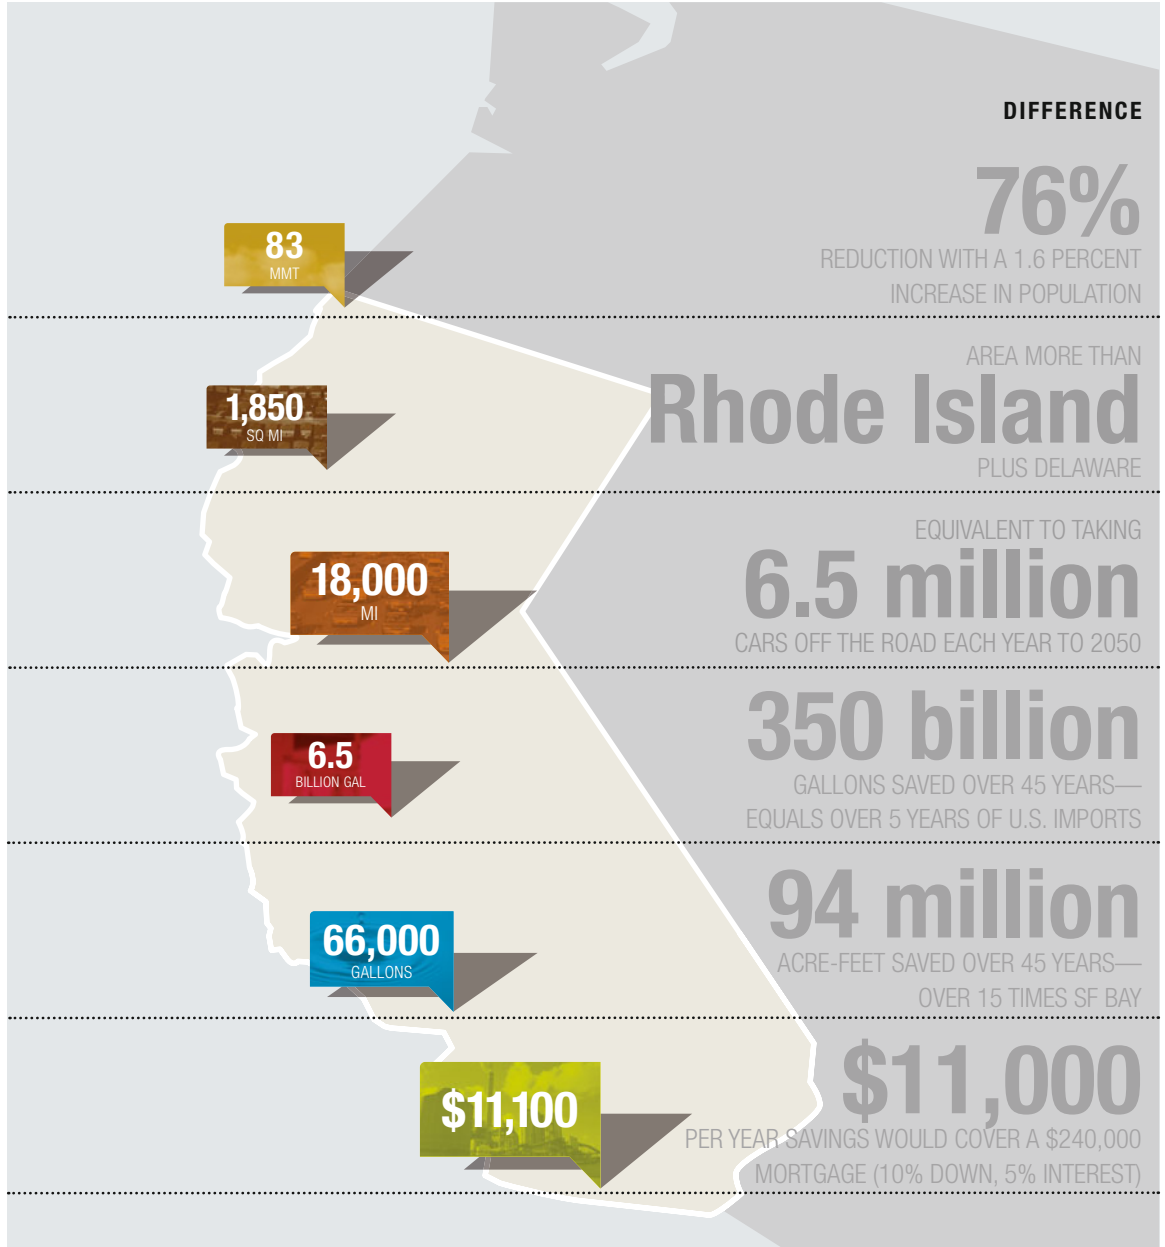 DIFFERENCE
76%
REDUCTION WITH A 1.6 PERCENT
INCREASE IN POPULATION
83
MMT
AREA MORE THAN
Rhode Island
PLUS DELAWARE
1,850
SQ MI
EQUIVALENT TO TAKING
6.5 million
CARS OFF THE ROAD EACH YEAR TO 2050
18,000
MI
350 billion
GALLONS SAVED OVER 45 YEARS—
EQUALS OVER 5 YEARS OF U.S. IMPORTS
6.5
BILLION GAL
94 million
ACRE-FEET SAVED OVER 45 YEARS—
OVER 15 TIMES SF BAY
66,000
GALLONS
$11,000
PER YEAR SAVINGS WOULD COVER A $240,000
MORTGAGE (10% DOWN, 5% INTEREST)
$11,100